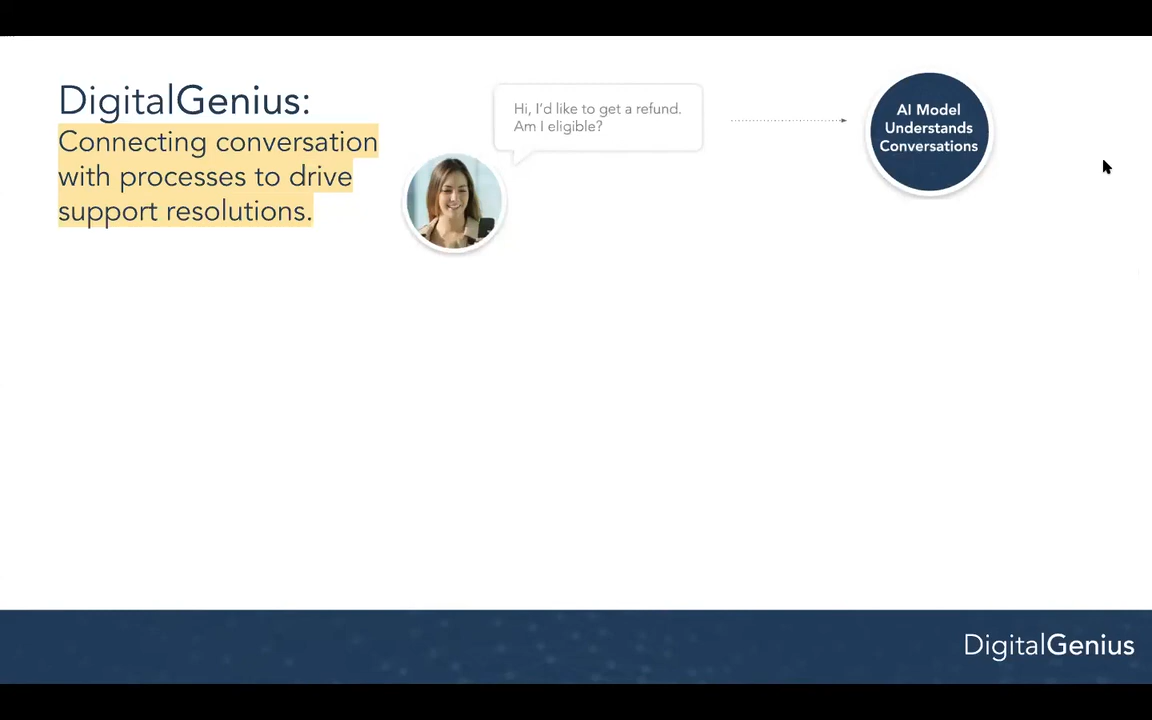 DigitalGenius:
Connecting conversation
with processes to drive
support resolutions.
Hi, I'd like to get a refund.
Am I eligible?
AI Model
Understands
Conversations
DigitalGenius